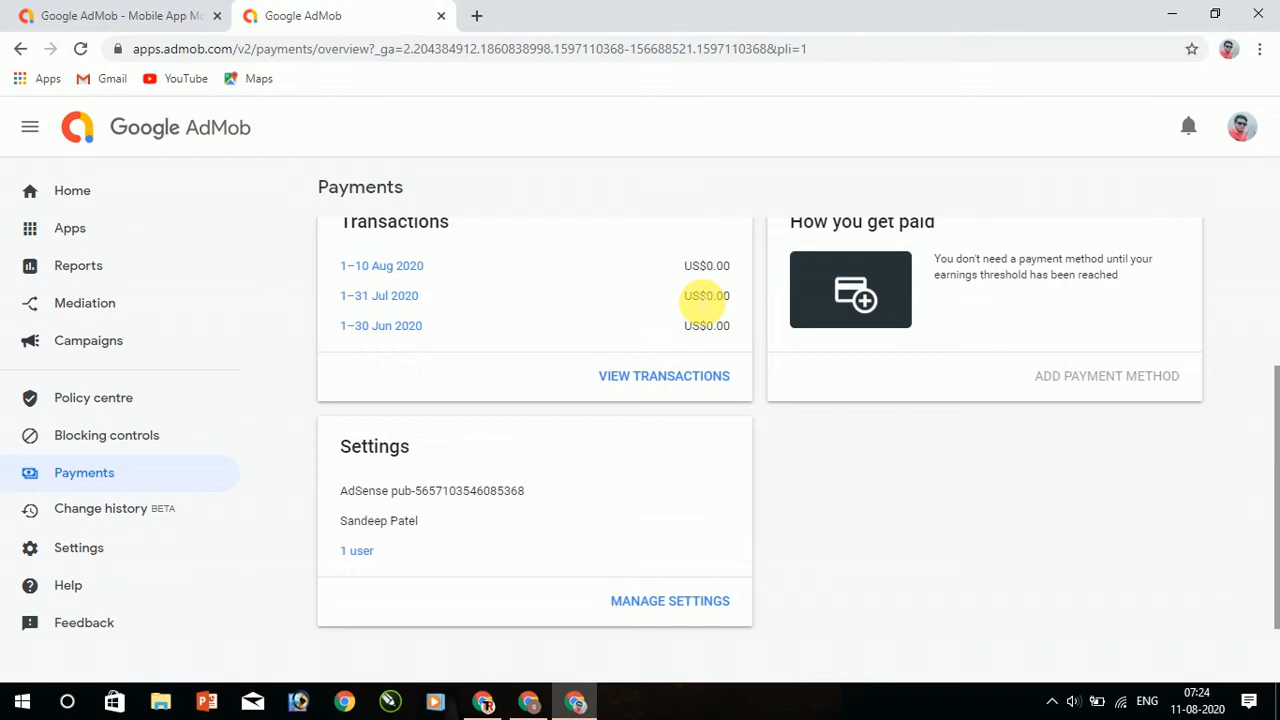 Google AdMob - Mobile App Mo
Google AdMob
apps.admob.com/v2/payments/overview?_ga=2.204384912.1860838998.1597110368-156688521.1597110368&pli=1
Apps
Gmail
YouTube
Maps
Google AdMob
Home
Apps
Reports
Mediation
Campaigns
Policy centre
Blocking controls
Payments
Change history BETA
Settings
Help
Feedback
Payments
Transactions
1–10 Aug 2020 US$0.00
1–31 Jul 2020 US$0.00
1–30 Jun 2020 US$0.00
VIEW TRANSACTIONS
How you get paid
You don't need a payment method until your
earnings threshold has been reached
ADD PAYMENT METHOD
Settings
AdSense pub-5657103546085368
Sandeep Patel
1 user
MANAGE SETTINGS
ENG
07:24
11-08-2020